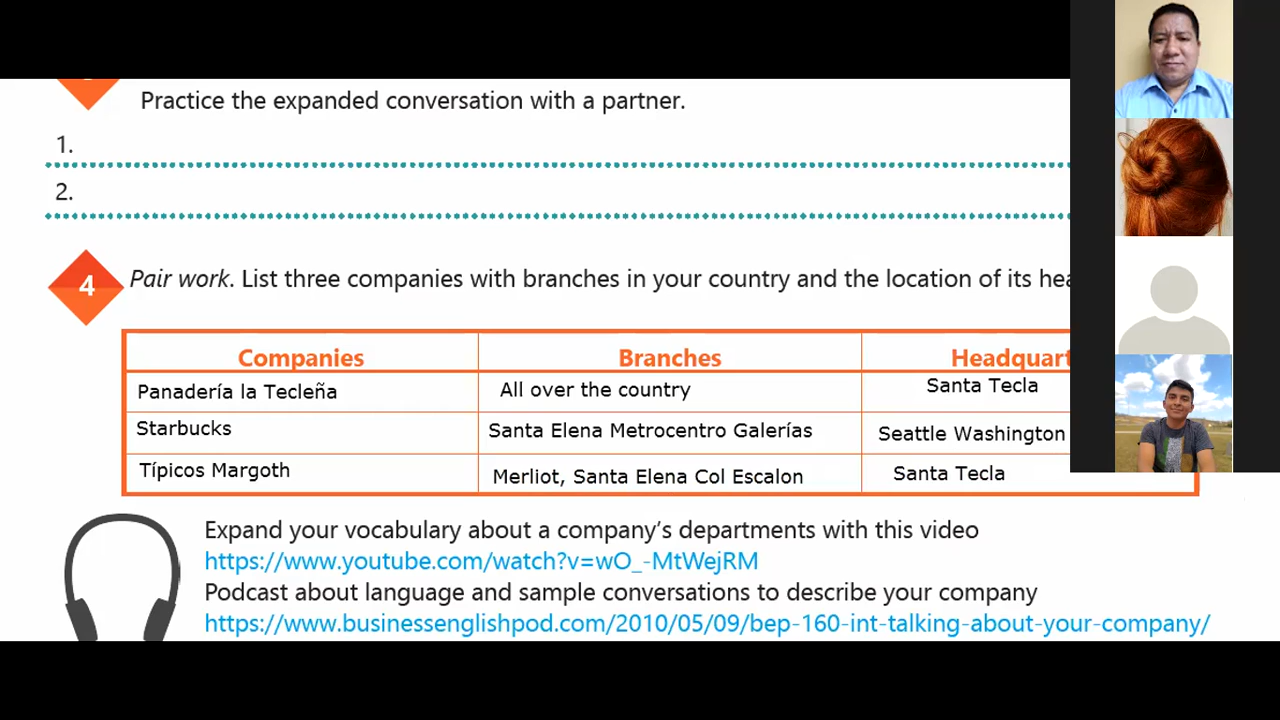 Practice the expanded conversation with a partner.
1.
2.
4
Pair work. List three companies with branches in your country and the location of its hea
Companies Branches Headquart
Panadería la Tecleña All over the country Santa Tecla
Starbucks Santa Elena Metrocentro Galerías Seattle Washington
Típicos Margoth Merliot, Santa Elena Col Escalon Santa Tecla
Expand your vocabulary about a company's departments with this video
https://www.youtube.com/watch?v=wO_-MtWejRM
Podcast about language and sample conversations to describe your company
https://www.businessenglishpod.com/2010/05/09/bep-160-int-talking-about-your-company/